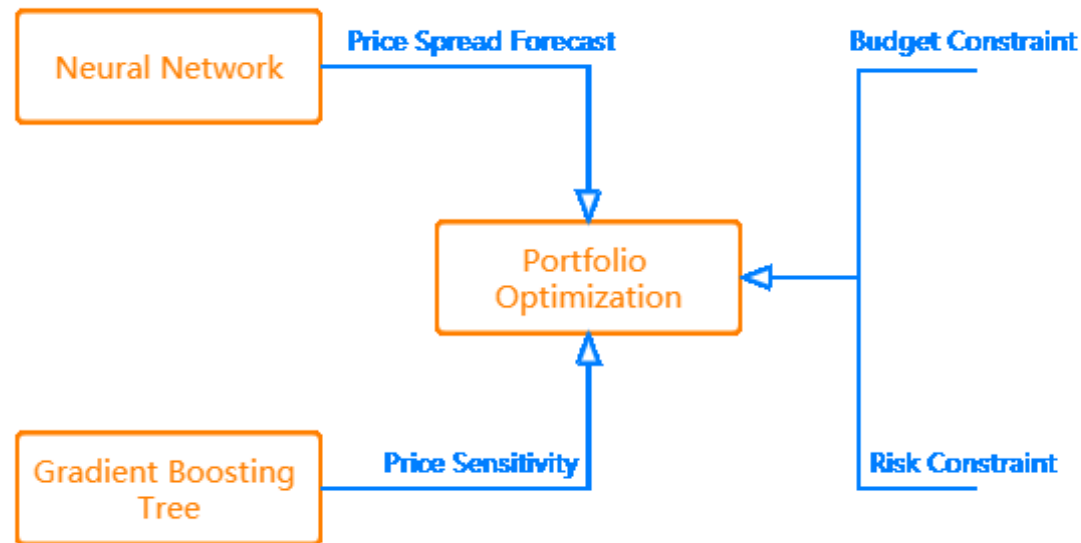 Price Spread Forecast
Budget Constraint
Neural Network
Portfolio
Optimization
Price Sensitivity
Risk Constraint
Gradient Boosting
Tree